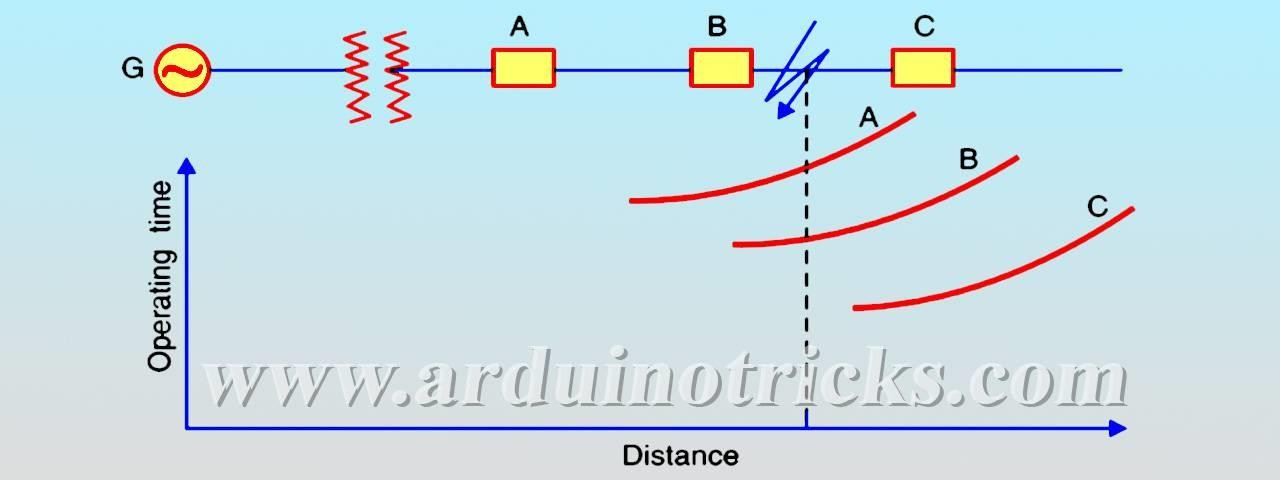 A B C
G
A
B
C
Operating time
www.arduinotricks.com
Distance